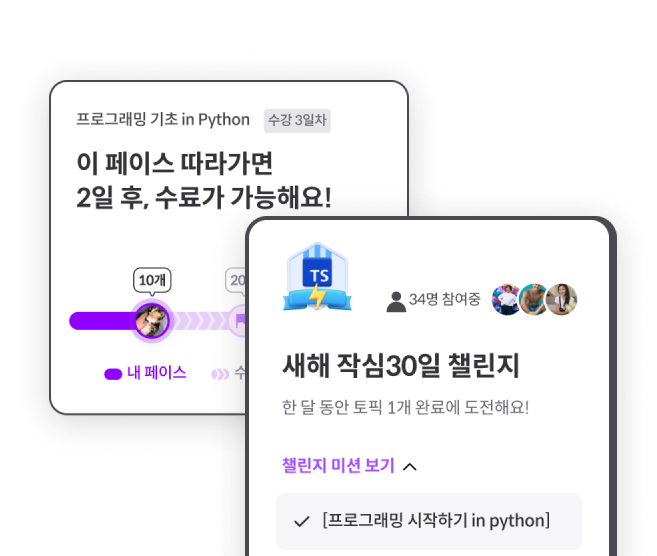 프로그래밍 기초 in Python 수강 3일차
이 페이스 따라가면
2일 후, 수료가 가능해요!
10개
20
내 페이스
수
TS
34명 참여중
새해 작심30일 챌린지
한 달 동안 토픽 1개 완료에 도전해요!
챌린지 미션 보기
[프로그래밍 시작하기 in python]